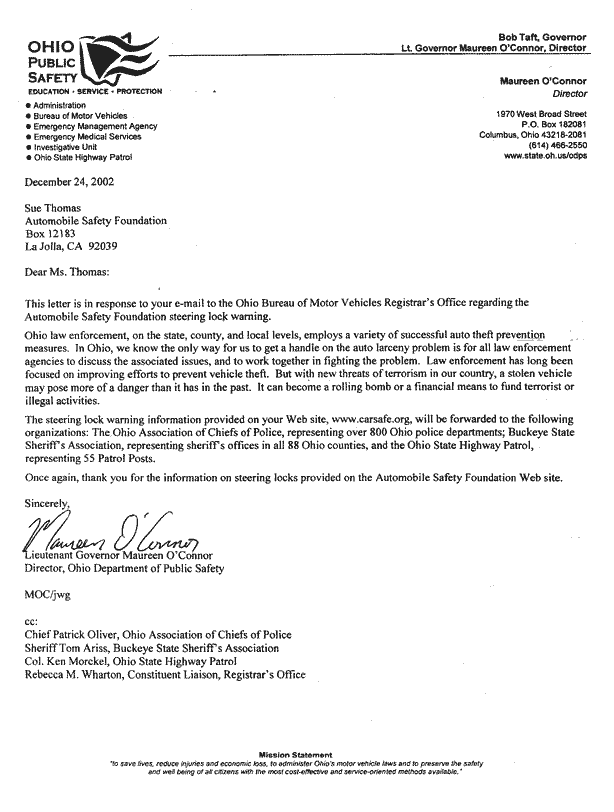 Bob Taft, Governor
Lt. Governor Maureen O'Connor, Director
OHIO
PUBLIC
SAFETY
EDUCATION • SERVICE • PROTECTION
Maureen O'Connor
Director
• Administration
• Bureau of Motor Vehicles
• Emergency Management Agency
• Emergency Medical Services
• Investigative Unit
• Ohio State Highway Patrol
1970 West Broad Street
P.O. Box 182081
Columbus, Ohio 43218-2081
(614) 466-2550
www.state.oh.us/odps
December 24, 2002
Sue Thomas
Automobile Safety Foundation
Box 12183
La Jolla, CA 92039
Dear Ms. Thomas:
This letter is in response to your e-mail to the Ohio Bureau of Motor Vehicles Registrar's Office regarding the
Automobile Safety Foundation steering lock warning.
Ohio law enforcement, on the state, county, and local levels, employs a variety of successful auto theft prevention
measures. In Ohio, we know the only way for us to get a handle on the auto larceny problem is for all law enforcement
agencies to discuss the associated issues, and to work together in fighting the problem. Law enforcement has long been
focused on improving efforts to prevent vehicle theft. But with new threats of terrorism in our country, a stolen vehicle
may pose more of a danger than it has in the past. It can become a rolling bomb or a financial means to fund terrorist or
illegal activities.
The steering lock warning information provided on your Web site, www.carsafe.org, will be forwarded to the following
organizations: The Ohio Association of Chiefs of Police, representing over 800 Ohio police departments; Buckeye State
Sheriff's Association, representing sheriff's offices in all 88 Ohio counties, and the Ohio State Highway Patrol,
representing 55 Patrol Posts.
Once again, thank you for the information on steering locks provided on the Automobile Safety Foundation Web site.
Sincerely,
Maureen O'Connor
Lieutenant Governor Maureen O'Connor
Director, Ohio Department of Public Safety
MOC/jwg
cc:
Chief Patrick Oliver, Ohio Association of Chiefs of Police
Sheriff Tom Ariss, Buckeye State Sheriff's Association
Col. Ken Morckel, Ohio State Highway Patrol
Rebecca M. Wharton, Constituent Liaison, Registrar's Office
Mission Statement
"to save lives, reduce injuries and economic loss, to administer Ohio's motor vehicle laws and to preserve the safety
and well being of all citizens with the most cost-effective and service-oriented methods available."